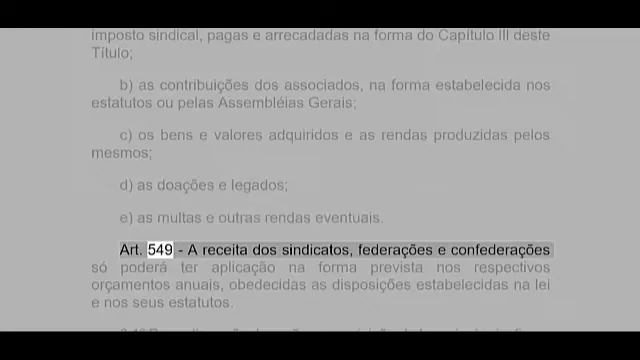 imposto sindical, pagas e arrecadadas na forma do Capítulo III deste
Título;
b) as contribuições dos associados, na forma estabelecida nos
estatutos ou pelas Assembléias Gerais;
c) os bens e valores adquiridos e as rendas produzidas pelos
mesmos;
d) as doações e legados;
e) as multas e outras rendas eventuais.
Art. 549 - A receita dos sindicatos, federações e confederações
só poderá ter aplicação na forma prevista nos respectivos
orçamentos anuais, obedecidas as disposições estabelecidas na lei
e nos seus estatutos.